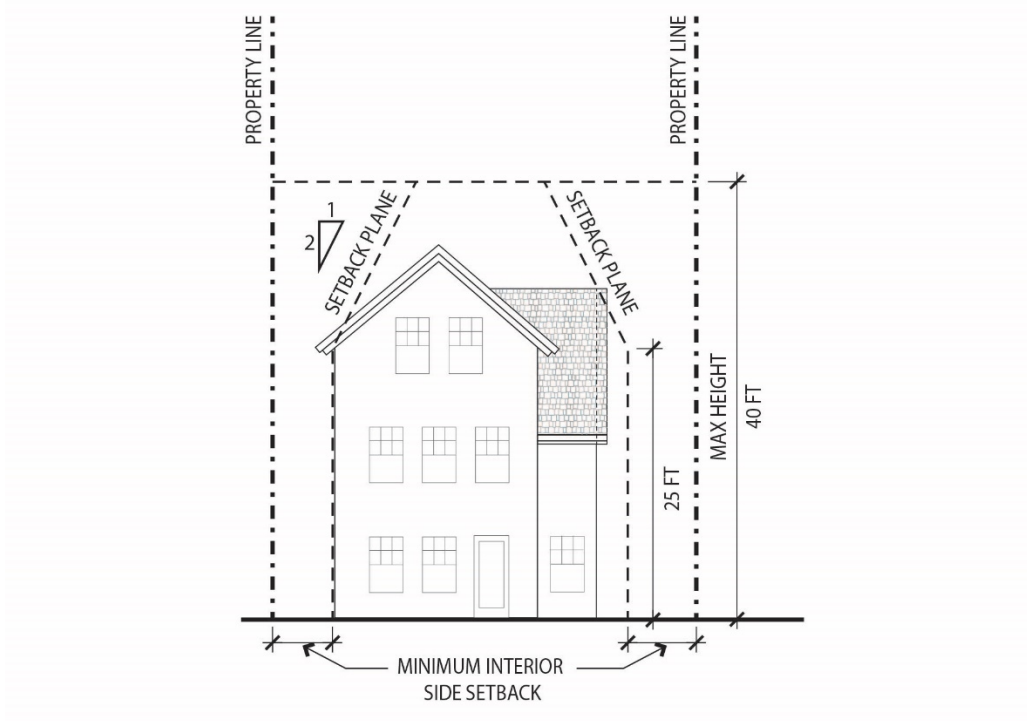 PROPERTY LINE
PROPERTY LINE
1
2
SETBACK PLANE
SETBACK PLANE
MAX HEIGHT
40 FT
25 FT
MINIMUM INTERIOR
SIDE SETBACK